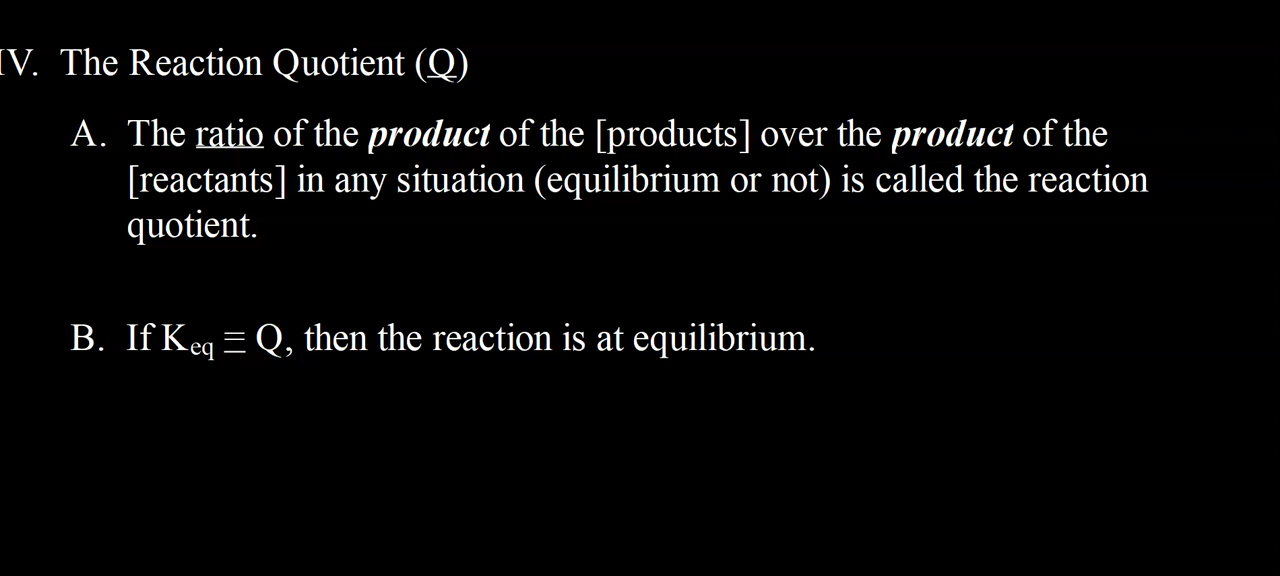 IV. The Reaction Quotient (Q)
A. The ratio of the product of the [products] over the product of the
[reactants] in any situation (equilibrium or not) is called the reaction
quotient.
B. If Keq = Q, then the reaction is at equilibrium.